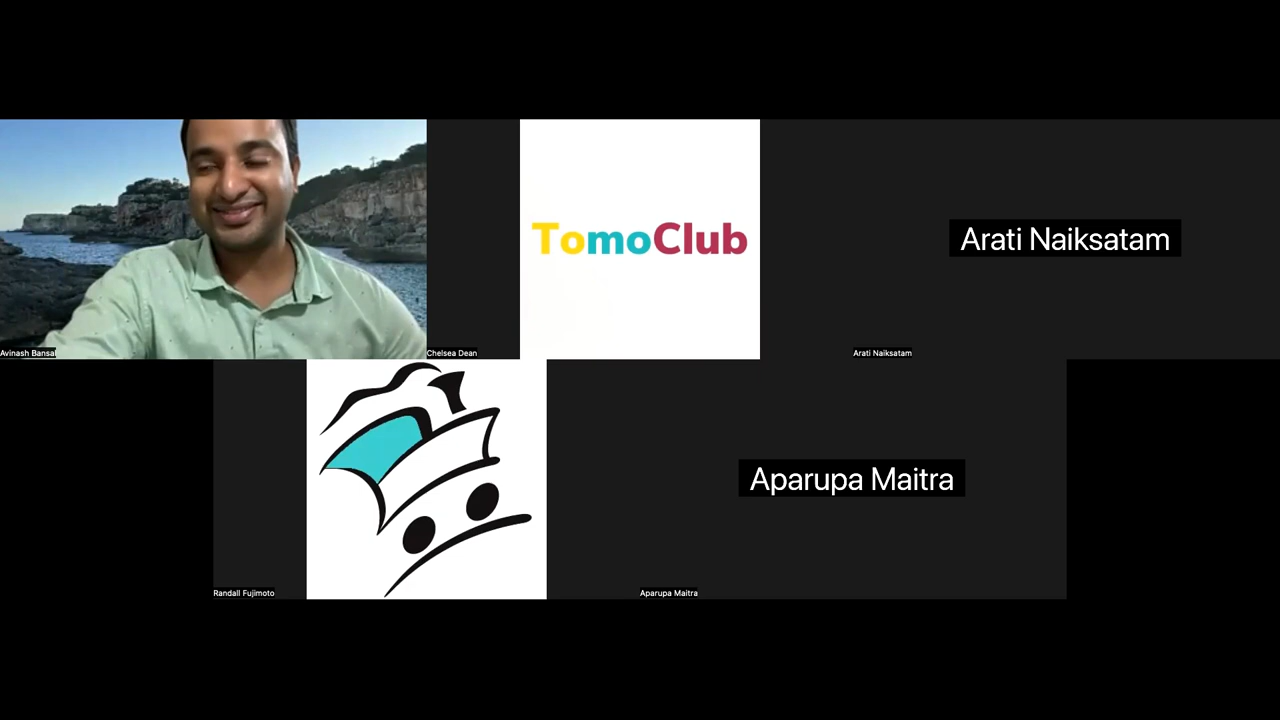 TomoClub
Arati Naiksatam
Avinash Bansal
Chelsea Dean
Arati Naiksatam
Aparupa Maitra
Randall Fujimoto
Aparupa Maitra